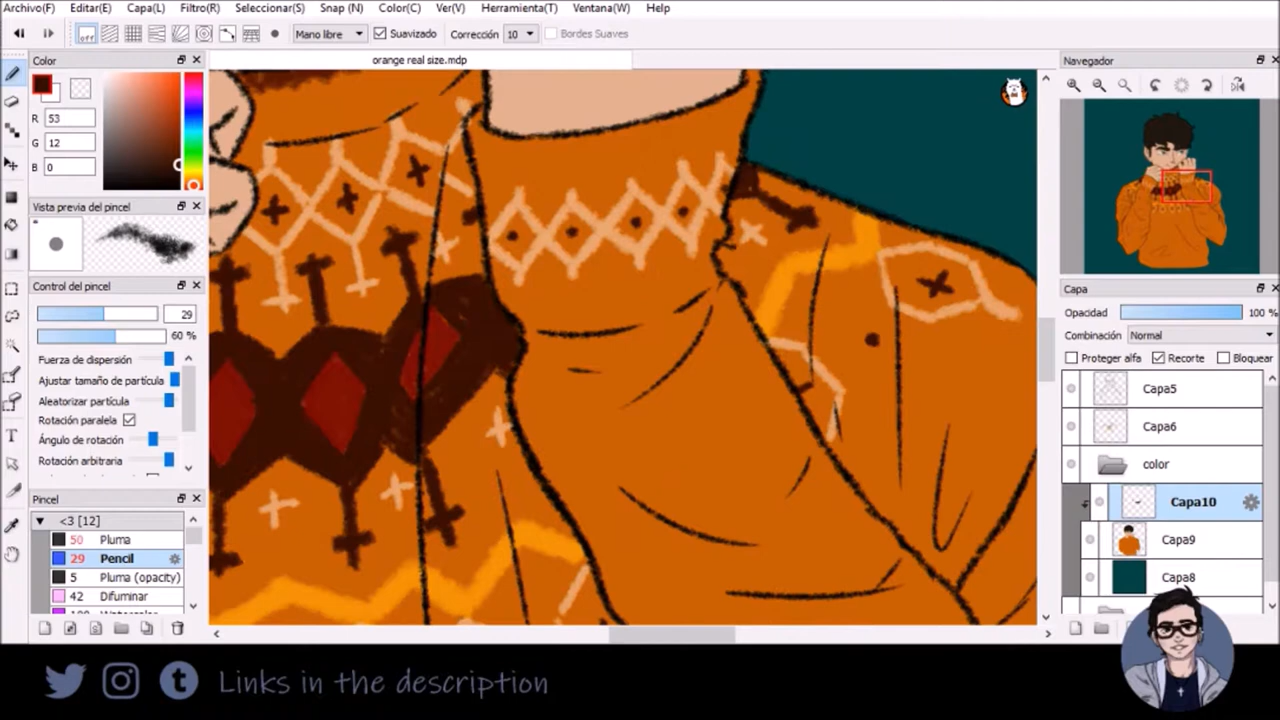 Archivo(F) Editar(E) Capa(L) Filtro(R) Seleccionar(S) Snap (N) Color(C) Ver(V) Herramienta(T) Ventana(W) Help
off Mano libre Suavizado Corrección 10 Bordes Suaves
Color
R 53
G 12
B 0
Vista previa del pincel
Control del pincel
29
60 %
Fuerza de dispersión
Ajustar tamaño de partícula
Aleatorizar partícula
Rotación paralela
Ángulo de rotación
Rotación arbitraria
Pincel
<3 [12]
50 Pluma
29 Pencil
5 Pluma (opacity)
42 Difuminar
orange real size.mdp
Navegador
Capa
Opacidad 100 %
Combinación Normal
Proteger alfa Recorte Bloquear
Capa5
Capa6
color
Capa10
Capa9
Capa8
Links in the description